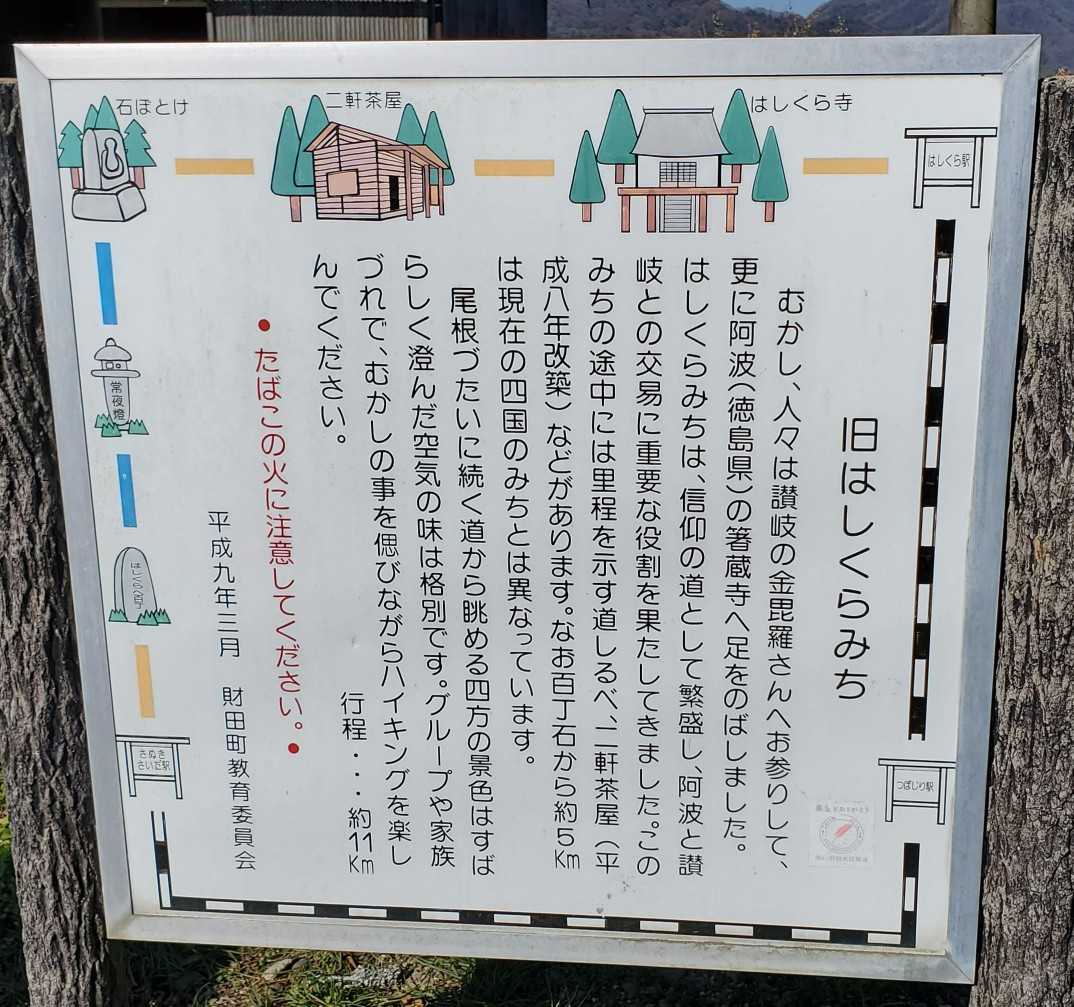 旧はしくらみち
むかし、人々は讃岐の金毘羅さんへお参りして、
更に阿波（徳島県）の箸蔵寺へ足をのばしました。
はしくらみちは、信仰の道として繁盛し、阿波と讃
岐との交易に重要な役割を果たしてきました。この
みちの途中には里程を示す道しるべ、二軒茶屋（平
成八年改築）などがあります。なお百丁石から約5Km
は現在の四国のみちとは異なっています。
尾根づたいに続く道から眺める四方の景色はすば
らしく澄んだ空気の味は格別です。グループや家族
づれで、むかしの事を偲びながらハイキングを楽し
んでください。
行程・・・約11Km
●たばこの火に注意してください。●
平成九年三月 財田町教育委員会
はしくら駅
はしくら寺
二軒茶屋
石ぼとけ
常夜燈
はしくらへ百丁
さぬき
さいだ駅
つぼじり駅